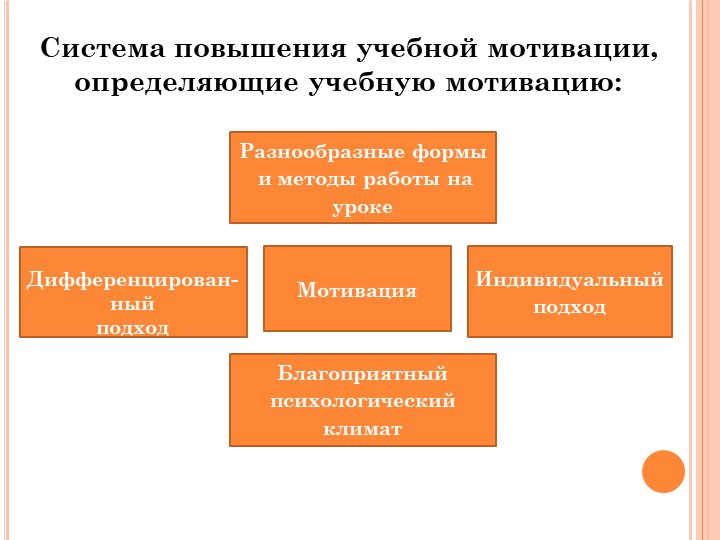 Система повышения учебной мотивации,
определяющие учебную мотивацию:
Разнообразные формы
и методы работы на
уроке
Дифференцирован-
ный
подход
Мотивация
Индивидуальный
подход
Благоприятный
психологический
климат